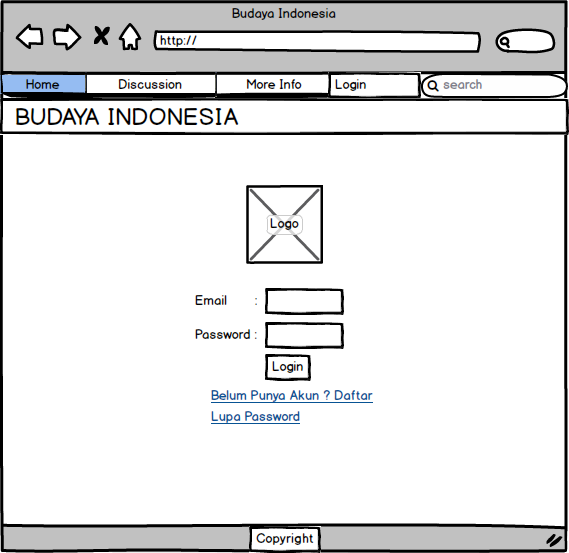 Budaya Indonesia
http://
Home Discussion More Info Login search
BUDAYA INDONESIA
Logo
Email :
Password :
Login
Belum Punya Akun ? Daftar
Lupa Password
Copyright